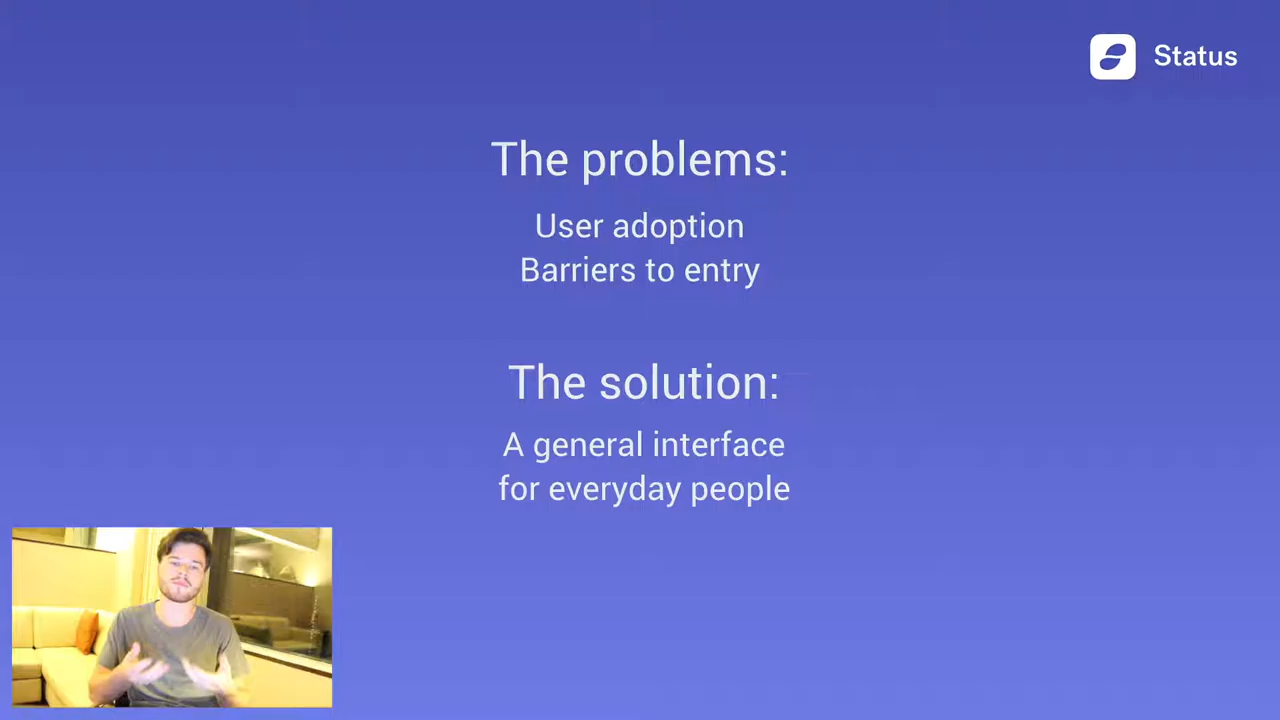 Status
The problems:
User adoption
Barriers to entry
The solution:
A general interface
for everyday people